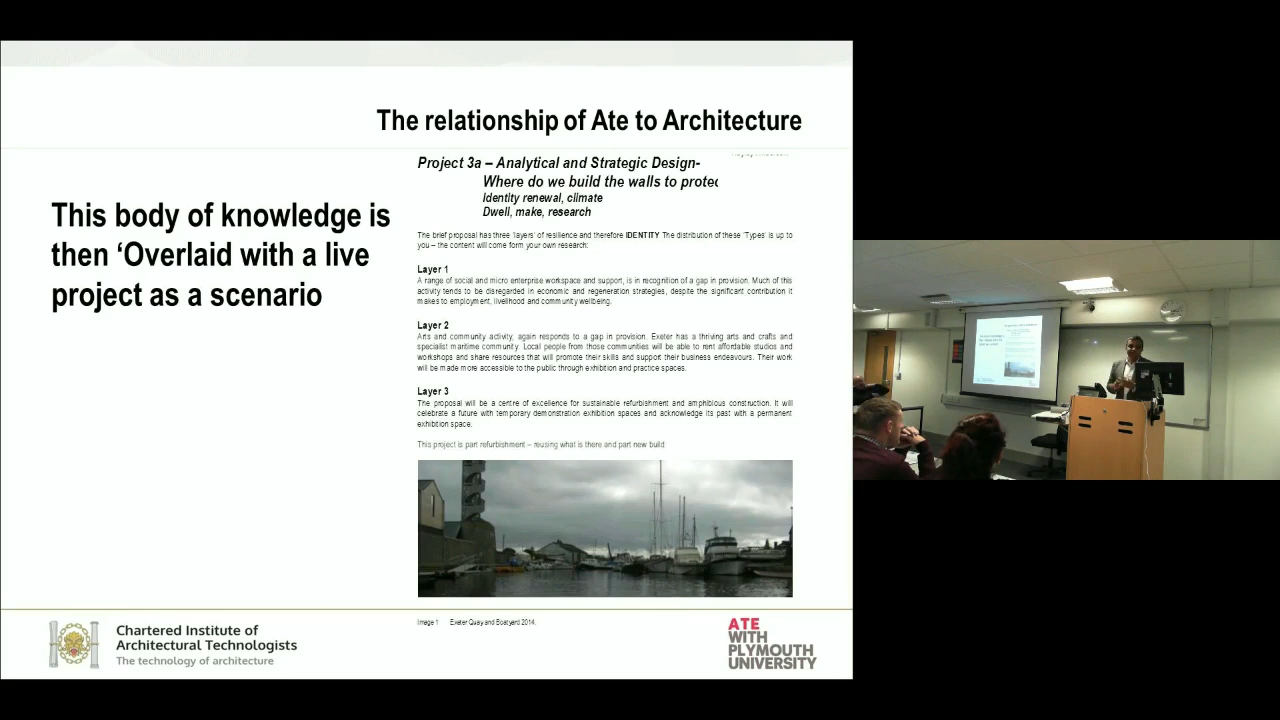 The relationship of Ate to Architecture
This body of knowledge is
then ‘Overlaid with a live
project as a scenario
Project 3a – Analytical and Strategic Design-
Where do we build the walls to protec
Identity renewal, climate
Dwell, make, research
The brief proposal has three 'layers' of resilience and therefore IDENTITY The distribution of these 'Types' is up to
you – the content will come form your own research:
Layer 1
A range of social and micro enterprise workspace and support, is in recognition of a gap in provision. Much of this
activity tends to be disregarded in economic and regeneration strategies, despite the significant contribution it
makes to employment, livelihood and community wellbeing.
Layer 2
Arts and community activity, again responds to a gap in provision. Exeter has a thriving arts and crafts and
specialist maritime community. Local people from those communities will be able to rent affordable studios and
workshops and share resources that will promote their skills and support their business endeavours. Their work
will be made more accessible to the public through exhibition and practice spaces.
Layer 3
The proposal will be a centre of excellence for sustainable refurbishment and amphibious construction. It will
celebrate a future with temporary demonstration exhibition spaces and acknowledge its past with a permanent
exhibition space.
This project is part refurbishment – reusing what is there and part new build
Image 1 Exeter Quay and Boatyard 2014.
Chartered Institute of
Architectural Technologists
The technology of architecture
ATE
WITH
PLYMOUTH
UNIVERSITY